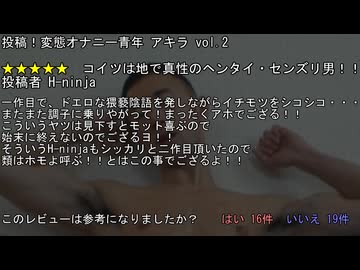 投稿！変態オナニー青年 アキラ vol.2
★★★★★ コイツは地で真性のヘンタイ・センズリ男！！
投稿者 H-ninja
一作目で、ドエロな猥褻陰語を発しながらイチモツをシコシコ・・・
またまた調子に乗りやがって！まったくアホでござる！！
こういうヤツは見下すとモット喜ぶので
始末に終えないのでござるヨ！！
そういうH-ninjaもシッカリと二作目頂いたので
類はホモよ呼ぶ！！とはこの事でござるよ！
このレビューは参考になりましたか？ はい 16件 いいえ 19件